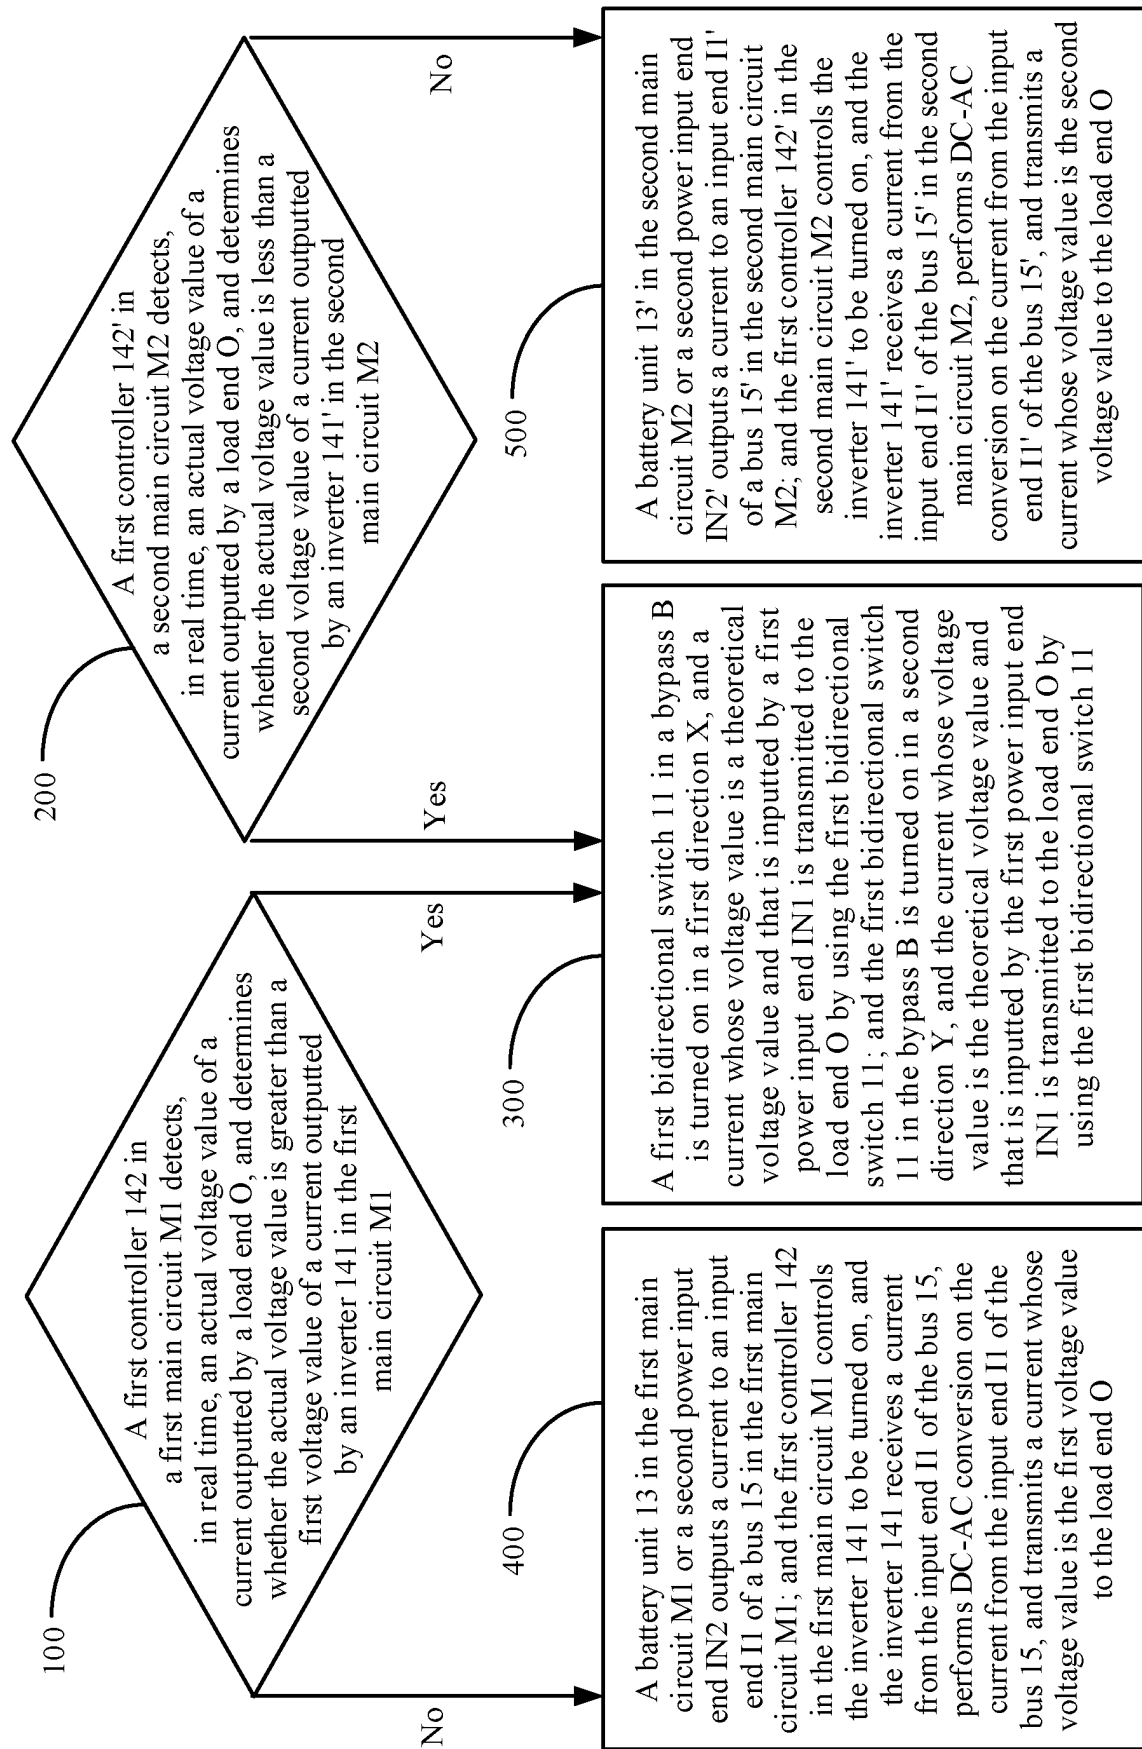 100
A first controller 142 in
a first main circuit M1 detects,
in real time, an actual voltage value of a
current outputted by a load end O, and determines
whether the actual voltage value is greater than a
first voltage value of a current outputted
by an inverter 141 in the first
main circuit M1
No
Yes
200
A first controller 142' in
a second main circuit M2 detects,
in real time, an actual voltage value of a
current outputted by a load end O, and determines
whether the actual voltage value is less than a
second voltage value of a current outputted
by an inverter 141' in the second
main circuit M2
Yes
No
400
A battery unit 13 in the first main
circuit M1 or a second power input
end IN2 outputs a current to an input
end I1 of a bus 15 in the first main
circuit M1; and the first controller 142
in the first main circuit M1 controls
the inverter 141 to be turned on, and
the inverter 141 receives a current
from the input end I1 of the bus 15,
performs DC-AC conversion on the
current from the input end I1 of the
bus 15, and transmits a current whose
voltage value is the first voltage value
to the load end O
300
A first bidirectional switch 11 in a bypass B
is turned on in a first direction X, and a
current whose voltage value is a theoretical
voltage value and that is inputted by a first
power input end IN1 is transmitted to the
load end O by using the first bidirectional
switch 11; and the first bidirectional switch
11 in the bypass B is turned on in a second
direction Y, and the current whose voltage
value is the theoretical voltage value and
that is inputted by the first power input end
IN1 is transmitted to the load end O by
using the first bidirectional switch 11
500
A battery unit 13' in the second main
circuit M2 or a second power input end
IN2' outputs a current to an input end I1'
of a bus 15' in the second main circuit
M2; and the first controller 142' in the
second main circuit M2 controls the
inverter 141' to be turned on, and the
inverter 141' receives a current from the
input end I1' of the bus 15' in the second
main circuit M2, performs DC-AC
conversion on the current from the input
end I1' of the bus 15', and transmits a
current whose voltage value is the second
voltage value to the load end O